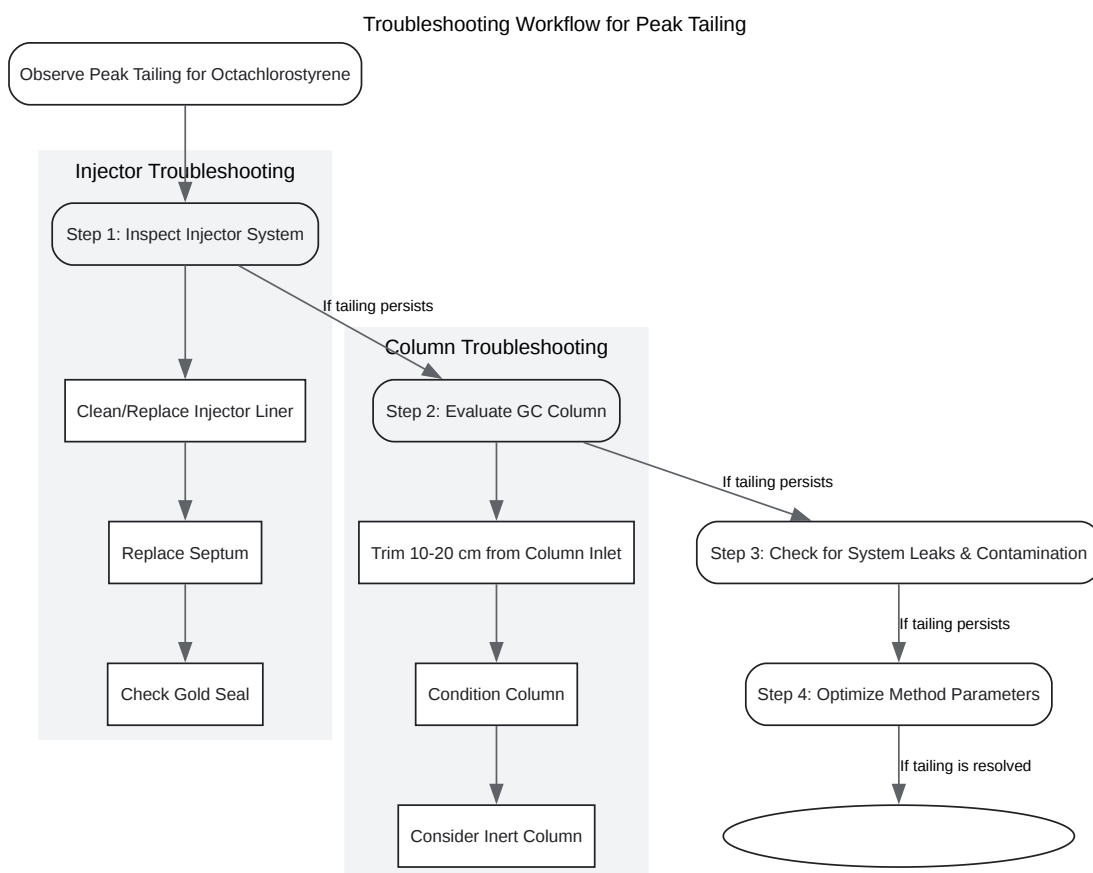 Troubleshooting Workflow for Peak Tailing
Observe Peak Tailing for Octachlorostyrene
Injector Troubleshooting
Step 1: Inspect Injector System
If tailing persists
Column Troubleshooting
Clean/Replace Injector Liner
Step 2: Evaluate GC Column
If tailing persists
Replace Septum
Trim 10-20 cm from Column Inlet
Step 3: Check for System Leaks & Contamination
If tailing persists
Check Gold Seal
Condition Column
Step 4: Optimize Method Parameters
If tailing is resolved
Consider Inert Column